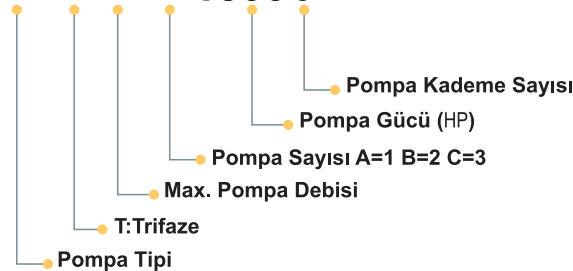 Pompa Kademe Sayısı
Pompa Gücü (HP)
Pompa Sayısı A=1 B=2 C=3
Max. Pompa Debisi
T:Trifaze
Pompa Tipi